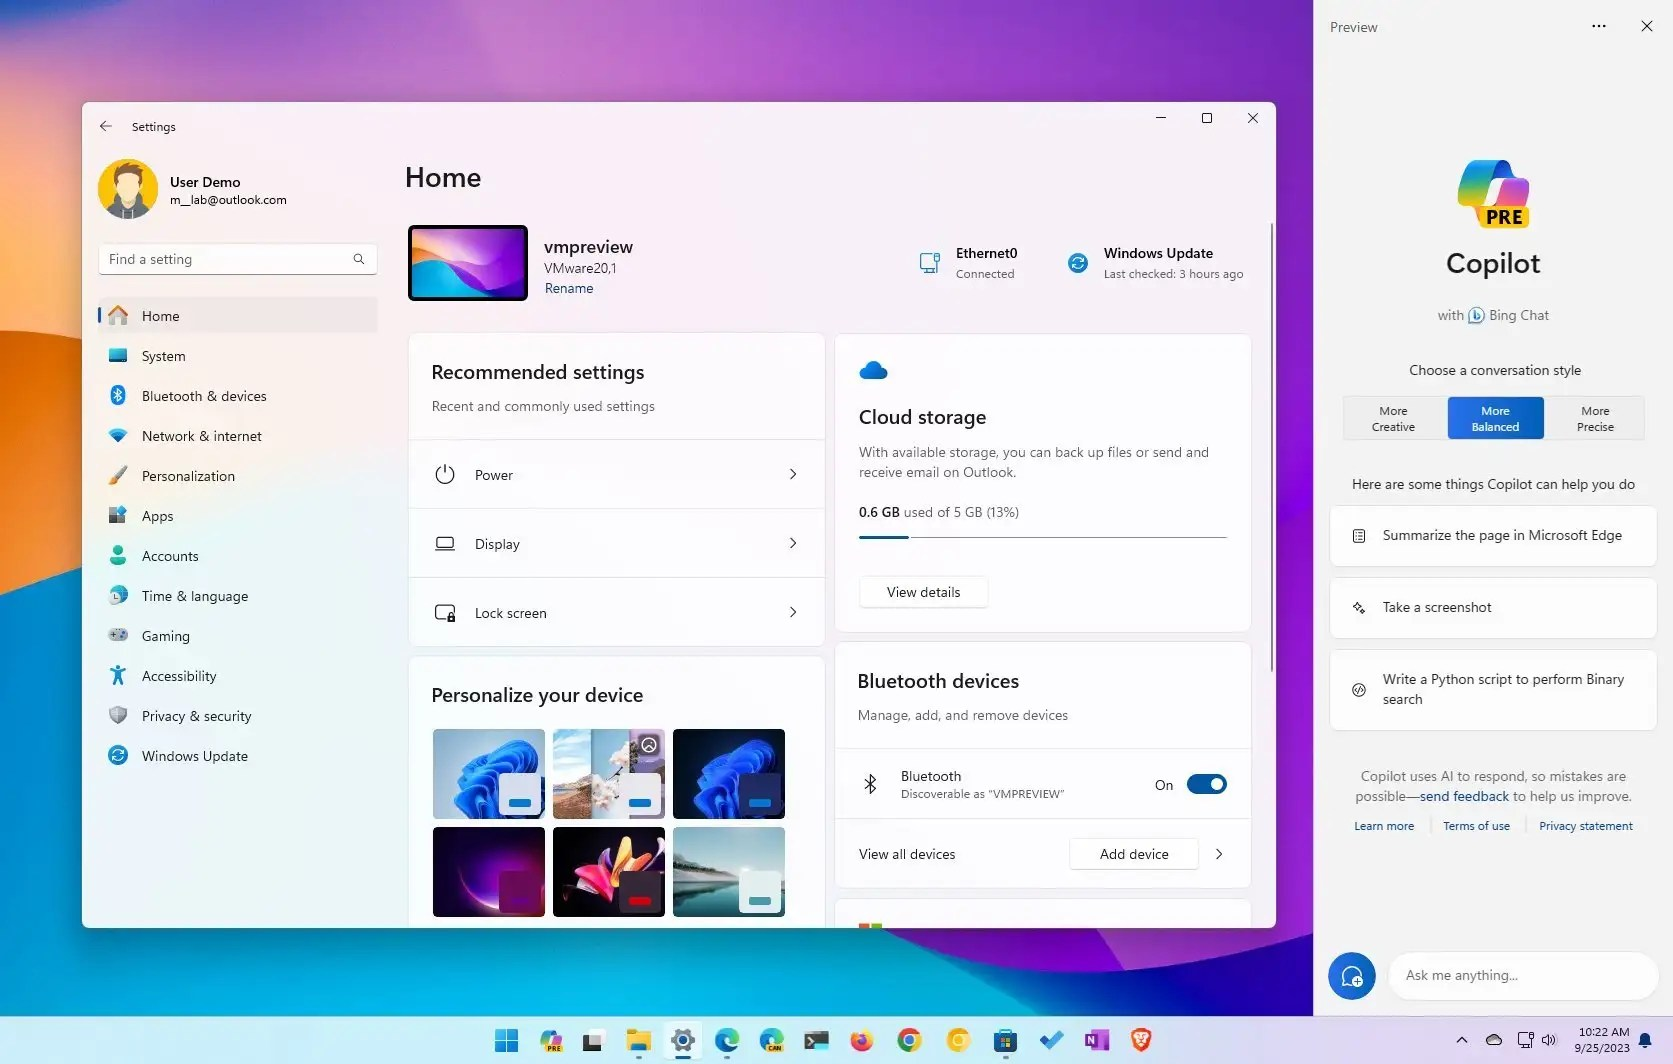 Settings
User Demo
m_lab@outlook.com
Find a setting
Home
System
Bluetooth & devices
Network & internet
Personalization
Apps
Accounts
Time & language
Gaming
Accessibility
Privacy & security
Windows Update
Home
vmpreview
VMware20,1
Rename
Ethernet0
Connected
Windows Update
Last checked: 3 hours ago
Recommended settings
Recent and commonly used settings
Power
Display
Lock screen
Personalize your device
Cloud storage
With available storage, you can back up files or send and
receive email on Outlook.
0.6 GB used of 5 GB (13%)
View details
Bluetooth devices
Manage, add, and remove devices
Bluetooth
Discoverable as “VMPREVIEW”
On
View all devices
Add device
Preview
PRE
Copilot
with Bing Chat
Choose a conversation style
More
Creative
More
Balanced
More
Precise
Here are some things Copilot can help you do
Summarize the page in Microsoft Edge
Take a screenshot
Write a Python script to perform Binary
search
Copilot uses AI to respond, so mistakes are
possible—send feedback to help us improve.
Learn more
Terms of use
Privacy statement
Ask me anything...
PRE
CAN
10:22 AM
9/25/2023